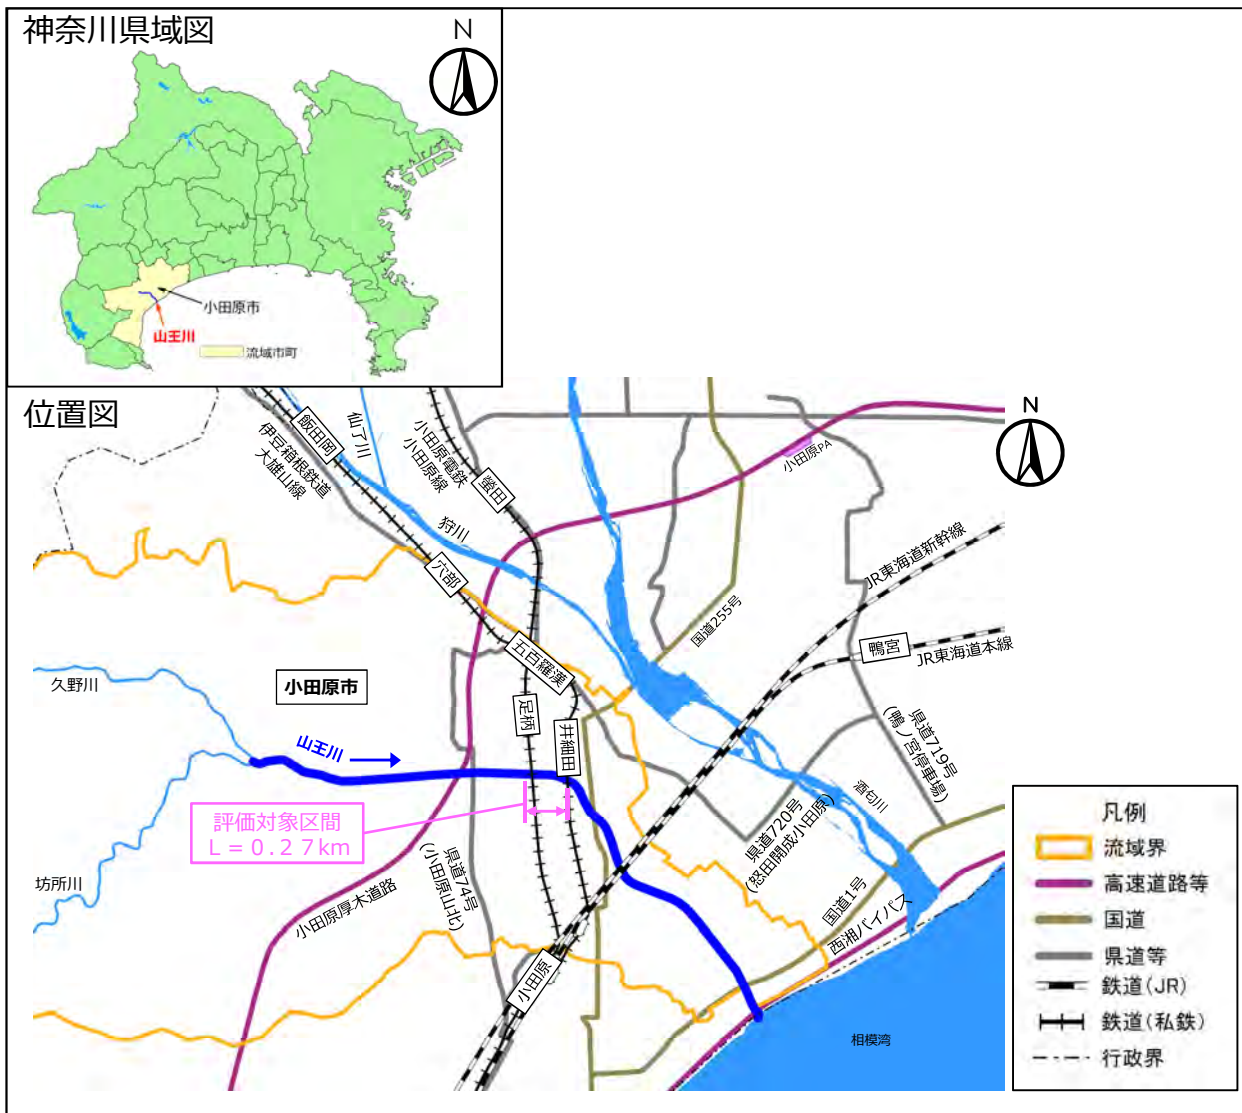 神奈川県域図
N
小田原市
山王川
流域市町
位置図
N
飯田岡
伊豆箱根鉄道
大雄山線
仙了川
小田原電鉄
小田原線
螢田
狩川
穴部
五百羅漢
足柄
井細田
小田原PA
国道255号
JR東海道新幹線
鴨宮
JR東海道本線
県道719号
(鴨ノ宮停車場)
酒匂川
久野川
小田原市
山王川
評価対象区間
L=0.27km
坊所川
小田原厚木道路
県道74号
(小田原山北)
県道720号
(怒田開成小田原)
国道1号
西湘バイパス
小田原
相模湾
凡例
流域界
高速道路等
国道
県道等
鉄道(JR)
鉄道(私鉄)
行政界